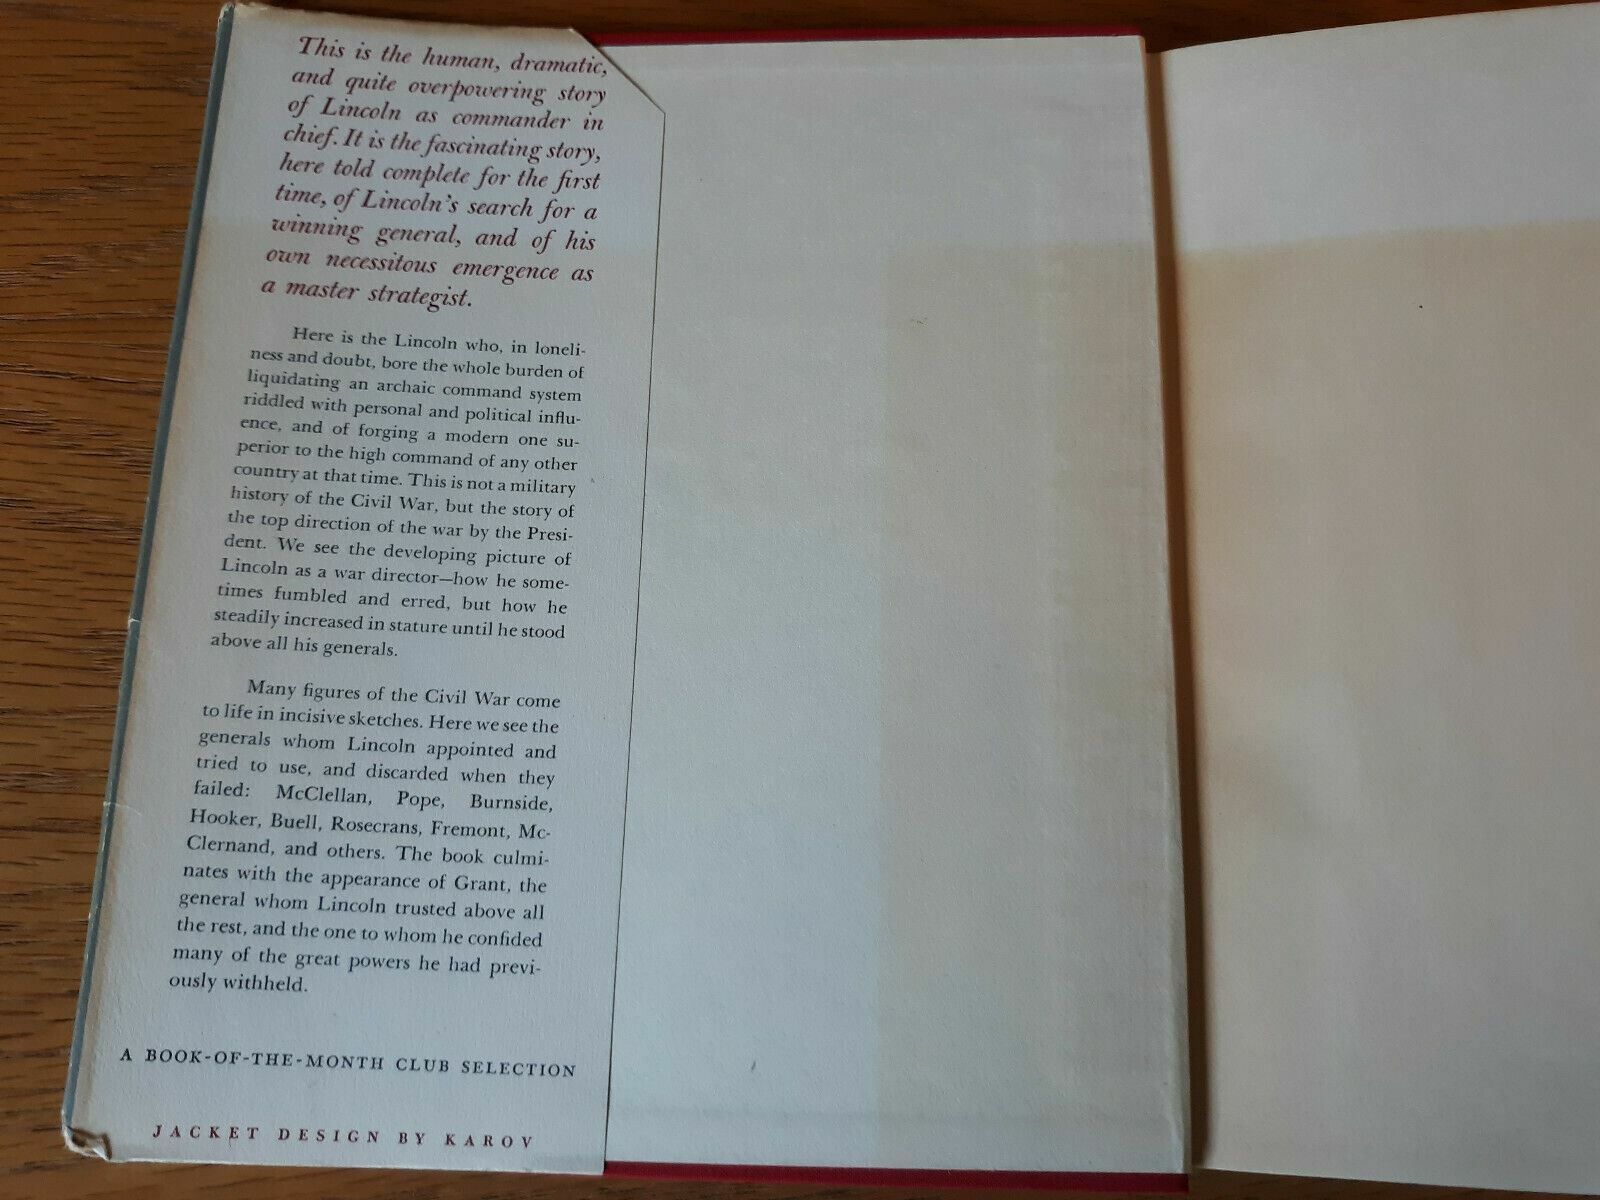 This is the human, dramatic,
and quite overpowering story
of Lincoln as commander in
chief. It is the fascinating story,
here told complete for the first
time, of Lincoln's search for a
winning general, and of his
own necessitous emergence as
a master strategist.
Here is the Lincoln who, in loneli-
ness and doubt, bore the whole burden of
liquidating an archaic command system
riddled with personal and political influ-
ence, and of forging a modern one su-
perior to the high command of any other
country at that time. This is not a military
history of the Civil War, but the story of
the top direction of the war by the Presi-
dent. We see the developing picture of
Lincoln as a war director—how he some-
times fumbled and erred, but how he
steadily increased in stature until he stood
above all his generals.
Many figures of the Civil War come
to life in incisive sketches. Here we see the
generals whom Lincoln appointed and
tried to use, and discarded when they
failed: McClellan, Pope, Burnside,
Hooker, Buell, Rosecrans, Fremont, Mc-
Clernand, and others. The book culmi-
nates with the appearance of Grant, the
general whom Lincoln trusted above all
the rest, and the one to whom he confided
many of the great powers he had previ-
ously withheld.
A BOOK-OF-THE-MONTH CLUB SELECTION
JACKET DESIGN BY KAROV